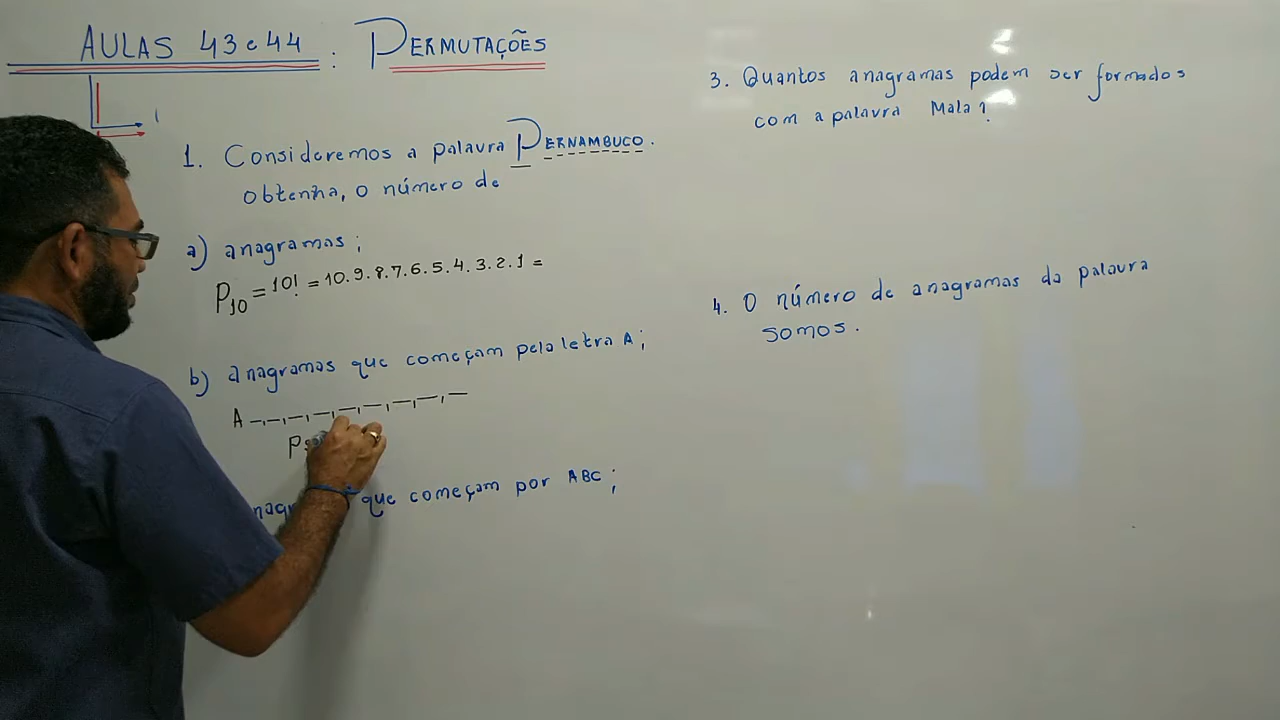 AULAS 43 e 44 : PERMUTAÇÕES
1. Consideremos a palavra PERNAMBUCO.
obtenha, o número de
a) anagramas;
P10 = 10! = 10.9.8.7.6.5.4.3.2.1 =
b) anagramas que começam pela letra A;
A _,_,_,_,_,_,_,_,_
P
que começam por ABC;
3. Quantos anagramas podem ser formados
com a palavra Mala?
4. O número de anagramas da palavra
somos.